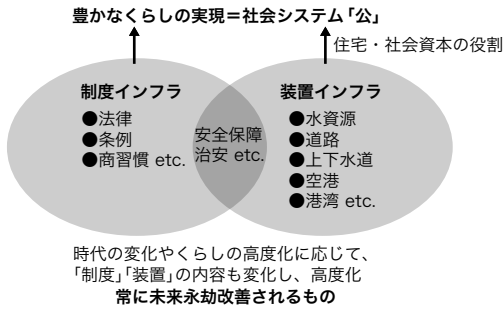 豊かなくらしの実現＝社会システム「公」
住宅・社会資本の役割
制度インフラ
●法律
●条例
●商習慣 etc.
安全保障
治安 etc.
装置インフラ
●水資源
●道路
●上下水道
●空港
●港湾 etc.
時代の変化やくらしの高度化に応じて、
「制度」「装置」の内容も変化し、高度化
常に未来永劫改善されるもの